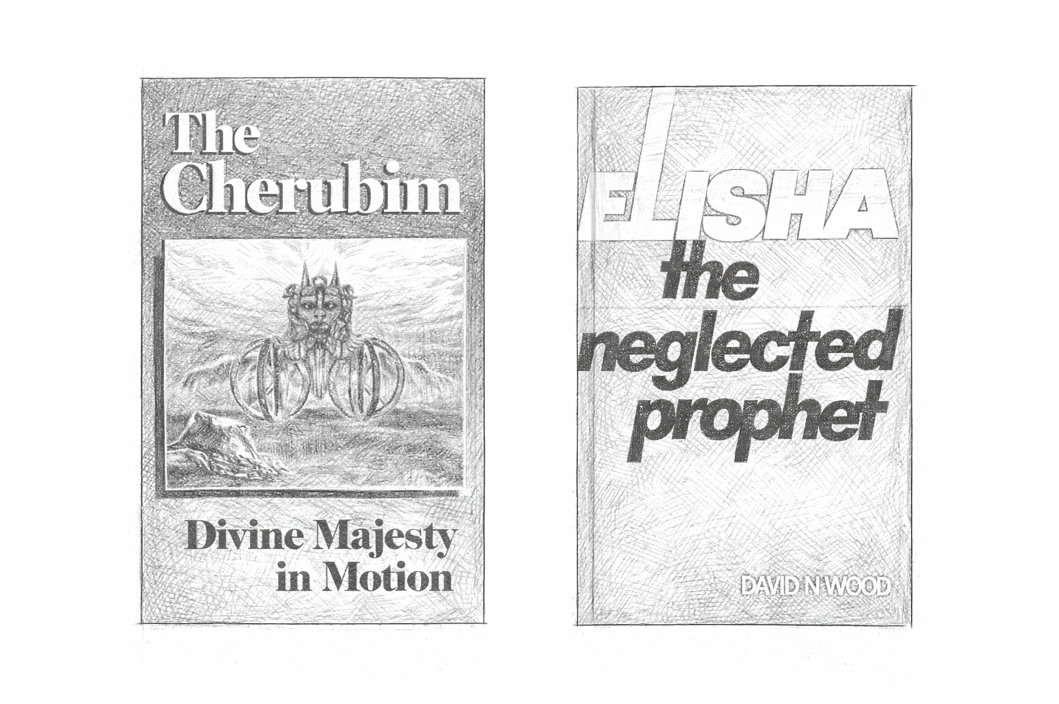 The
Cherubim
Divine Majesty
in Motion
ELISHA
the
neglected
prophet
DAVID N WOOD